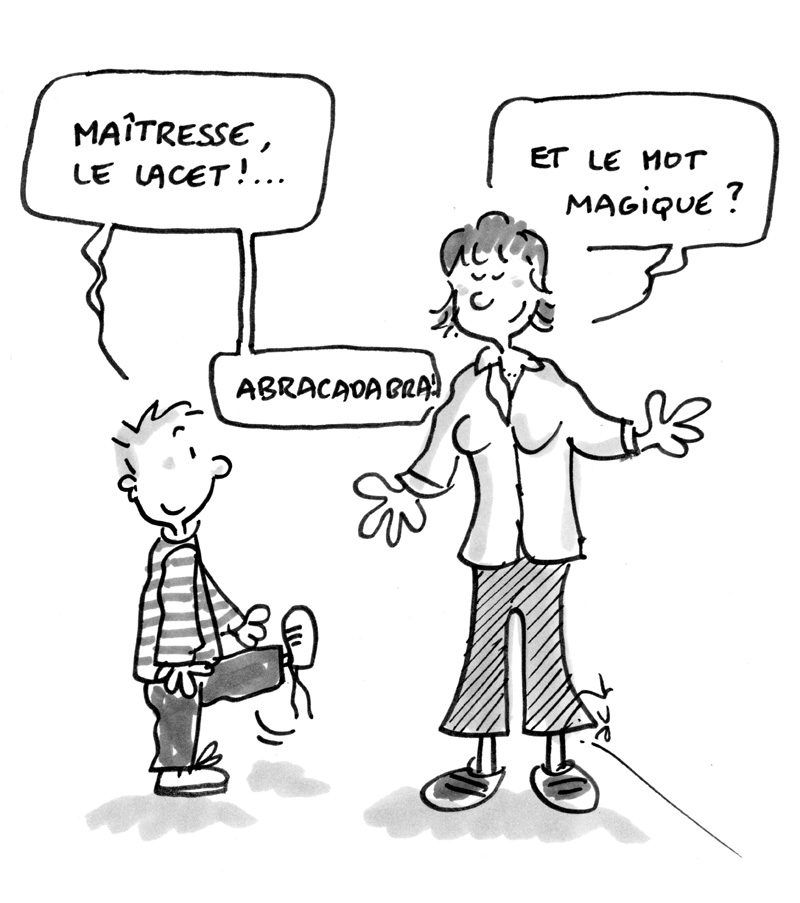 MAÎTRESSE,
LE LACET!...
ET LE MOT
MAGIQUE?
ABRACADABRA!